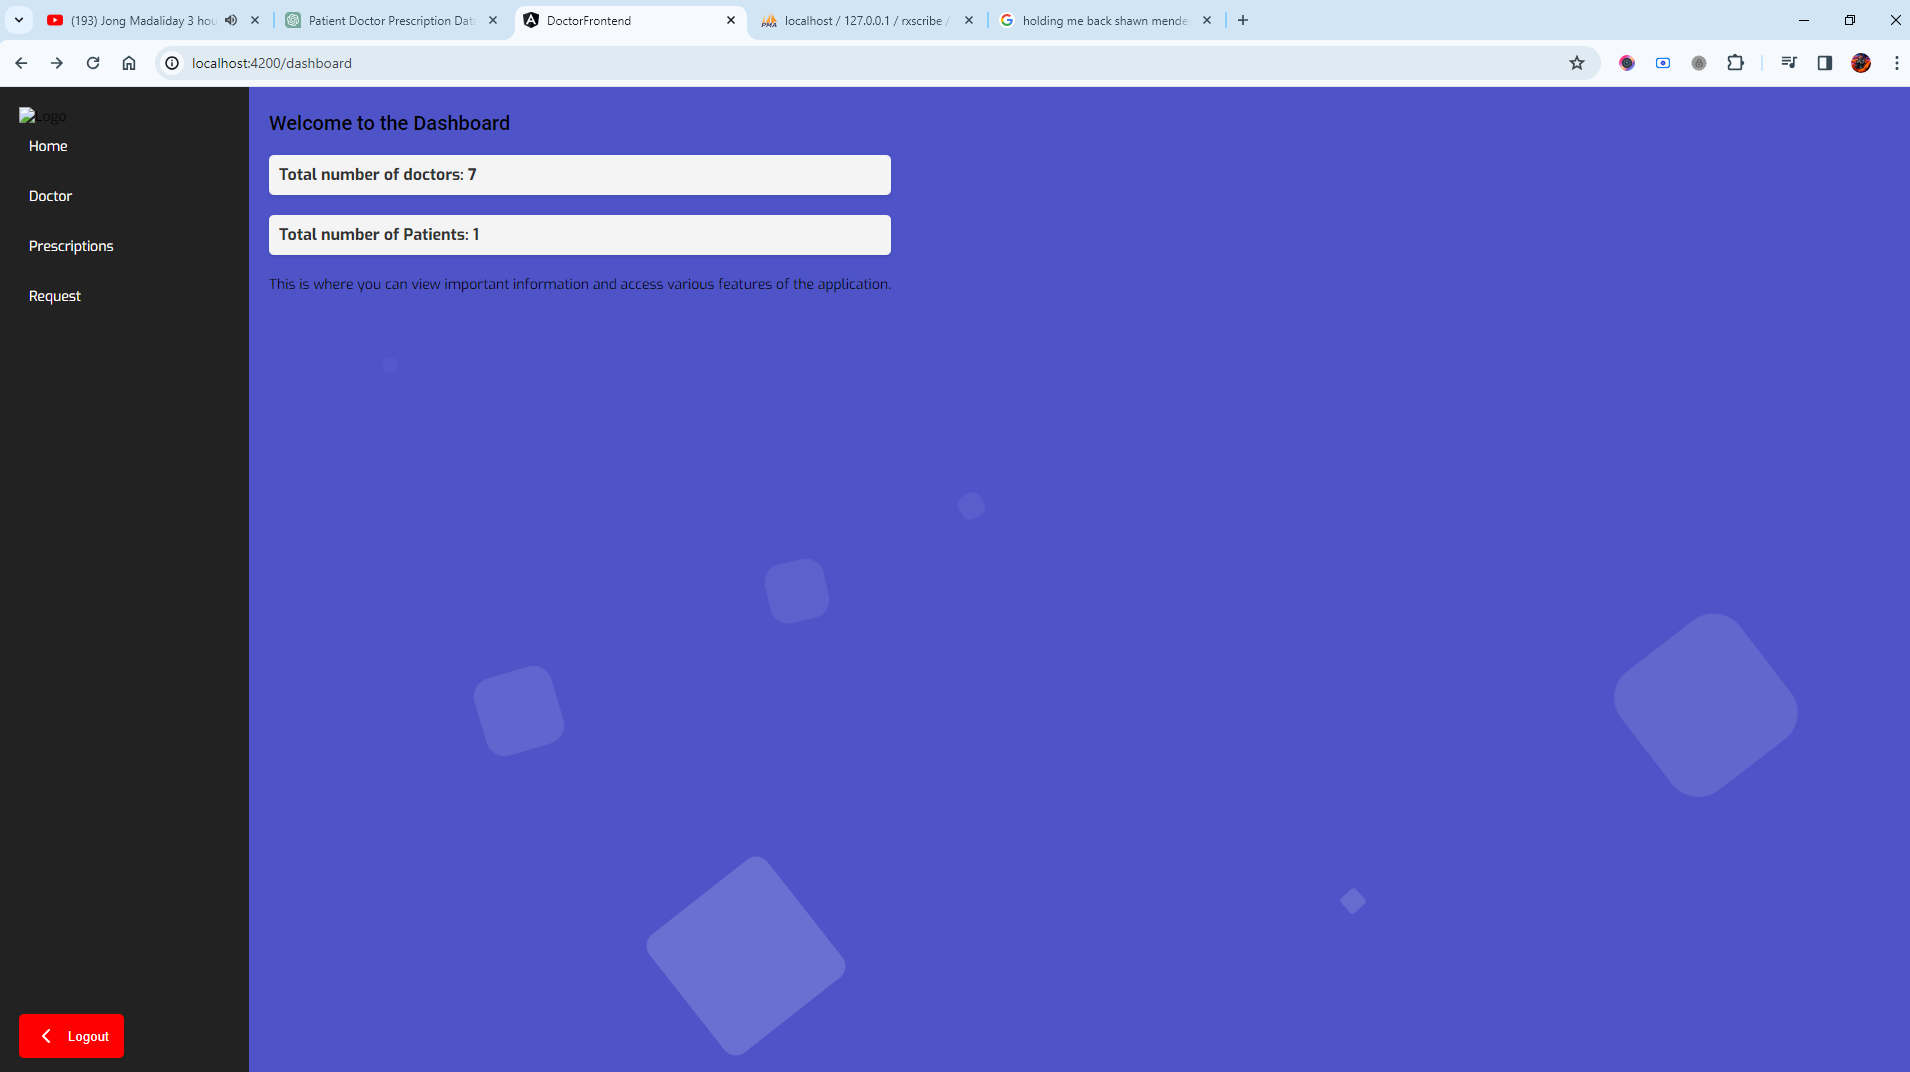 (193) Jong Madaliday 3 hou
Patient Doctor Prescription Dat
DoctorFrontend
localhost / 127.0.0.1 / rxscribe /
holding me back shawn mende
localhost:4200/dashboard
Logo
Home
Doctor
Prescriptions
Request
Logout
Welcome to the Dashboard
Total number of doctors: 7
Total number of Patients: 1
This is where you can view important information and access various features of the application.